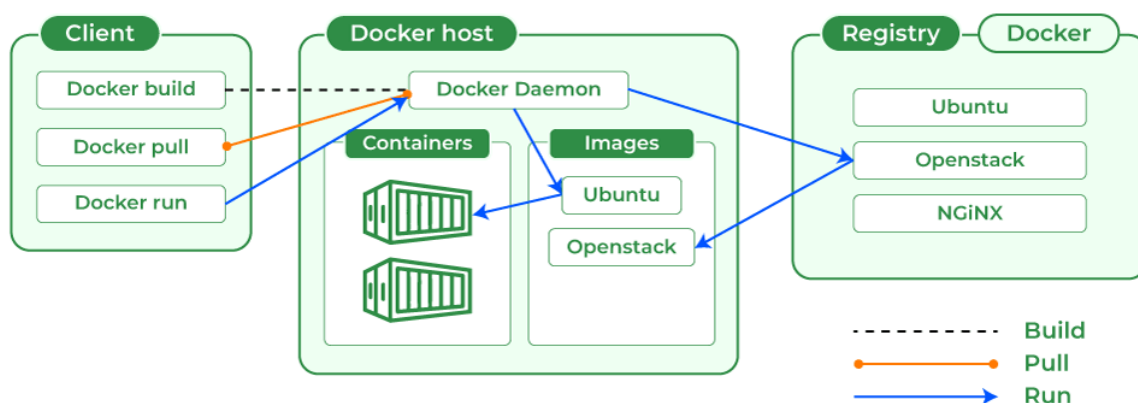 Client
Docker host
Registry
Docker
Docker build
Docker pull
Docker run
Docker Daemon
Containers
Images
Ubuntu
Openstack
Ubuntu
Openstack
NGiNX
Build
Pull
Run